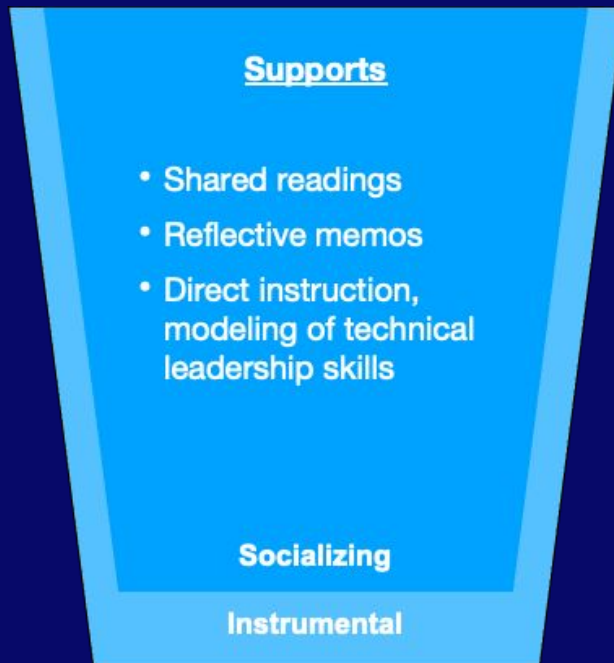 Supports
• Shared readings
• Reflective memos
• Direct instruction,
modeling of technical
leadership skills
Socializing
Instrumental